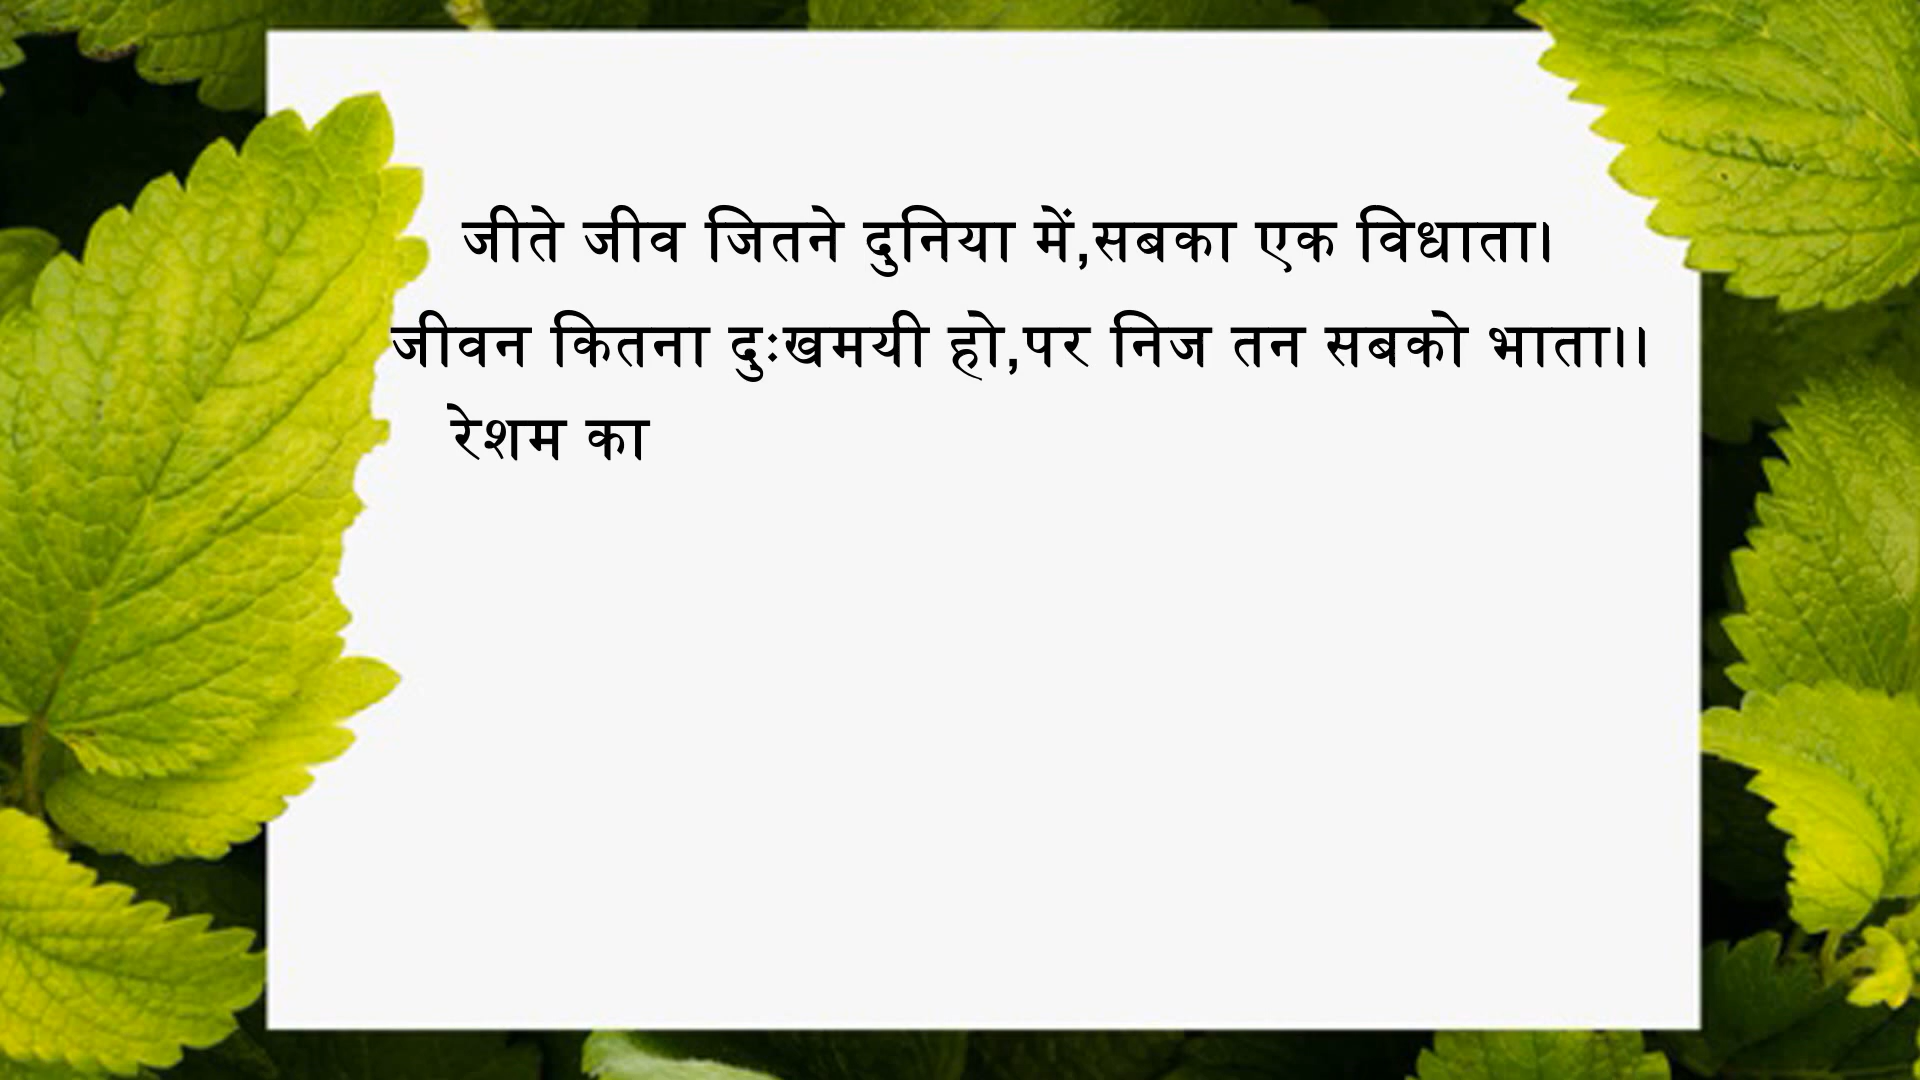 जीते जीव जितने दुनिया में,सबका एक विधाता।
जीवन कितना दुःखमयी हो,पर निज तन सबको भाता।।
रेशम का